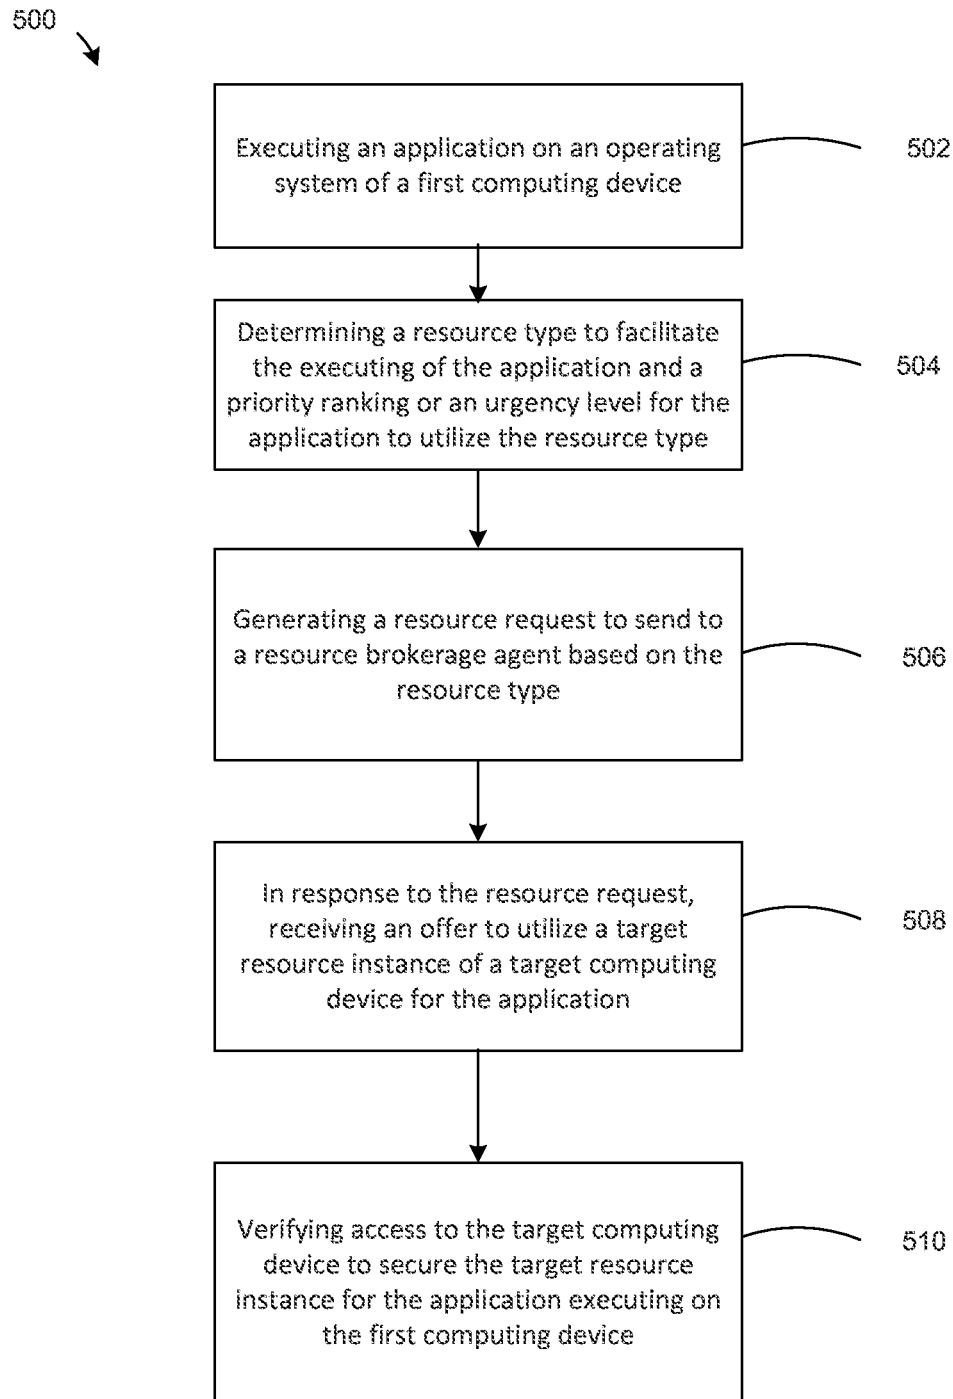 500
Executing an application on an operating
system of a first computing device
502
Determining a resource type to facilitate
the executing of the application and a
priority ranking or an urgency level for the
application to utilize the resource type
504
Generating a resource request to send to
a resource brokerage agent based on the
resource type
506
In response to the resource request,
receiving an offer to utilize a target
resource instance of a target computing
device for the application
508
Verifying access to the target computing
device to secure the target resource
instance for the application executing on
the first computing device
510